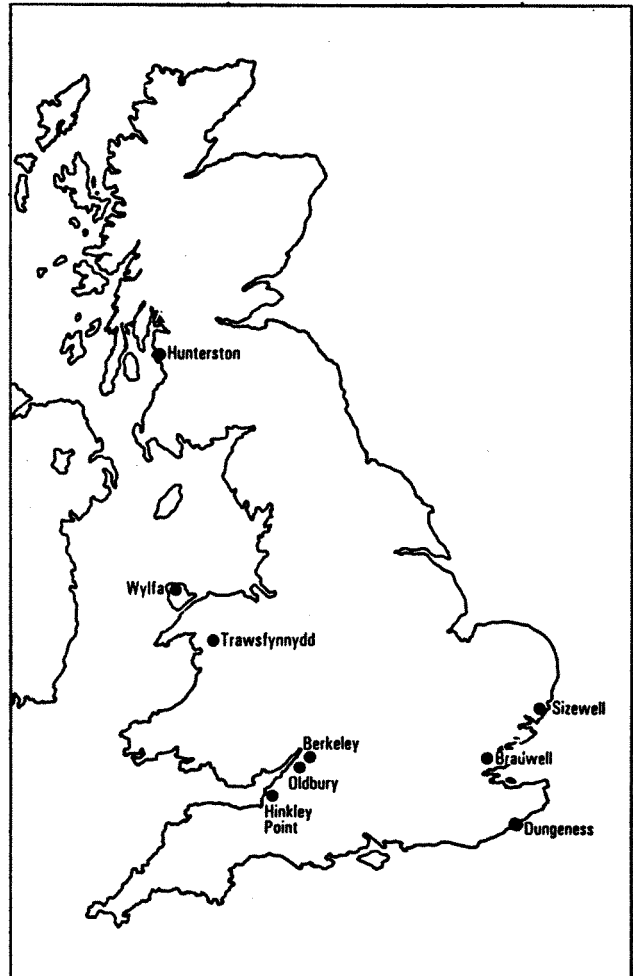 Hunterston
Wylfa
Trawsfynnydd
Sizewell
Berkeley
Bradwell
Oldbury
Hinkley
Point
Dungeness